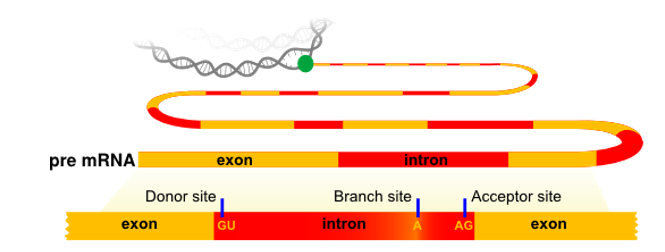 pre mRNA exon intron
Donor site Branch site Acceptor site
exon GU intron A AG exon